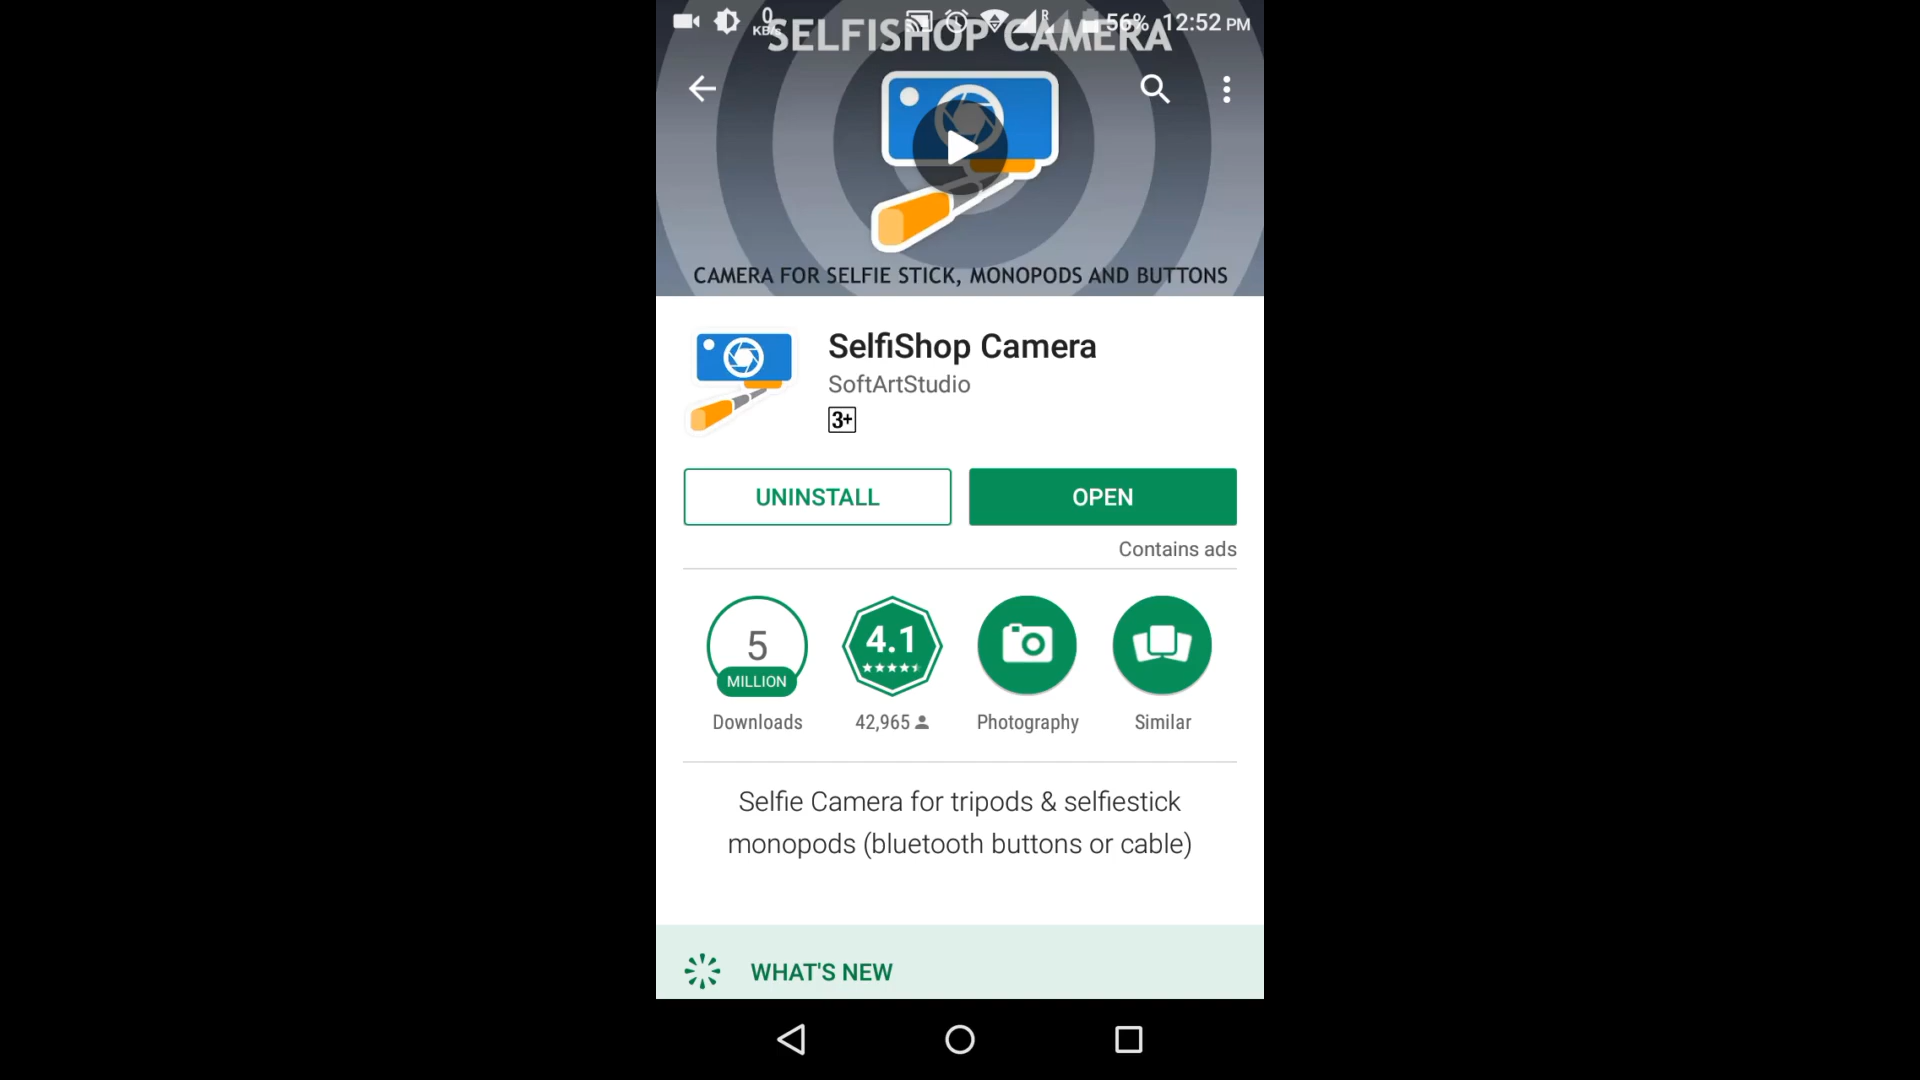 0 KB/s R 56% 12:52 PM
SELFISHOP CAMERA
CAMERA FOR SELFIE STICK, MONOPODS AND BUTTONS
SelfiShop Camera
SoftArtStudio
3+
UNINSTALL OPEN
Contains ads
5 4.1
MILLION
Downloads 42,965 Photography Similar
Selfie Camera for tripods & selfiestick
monopods (bluetooth buttons or cable)
WHAT'S NEW